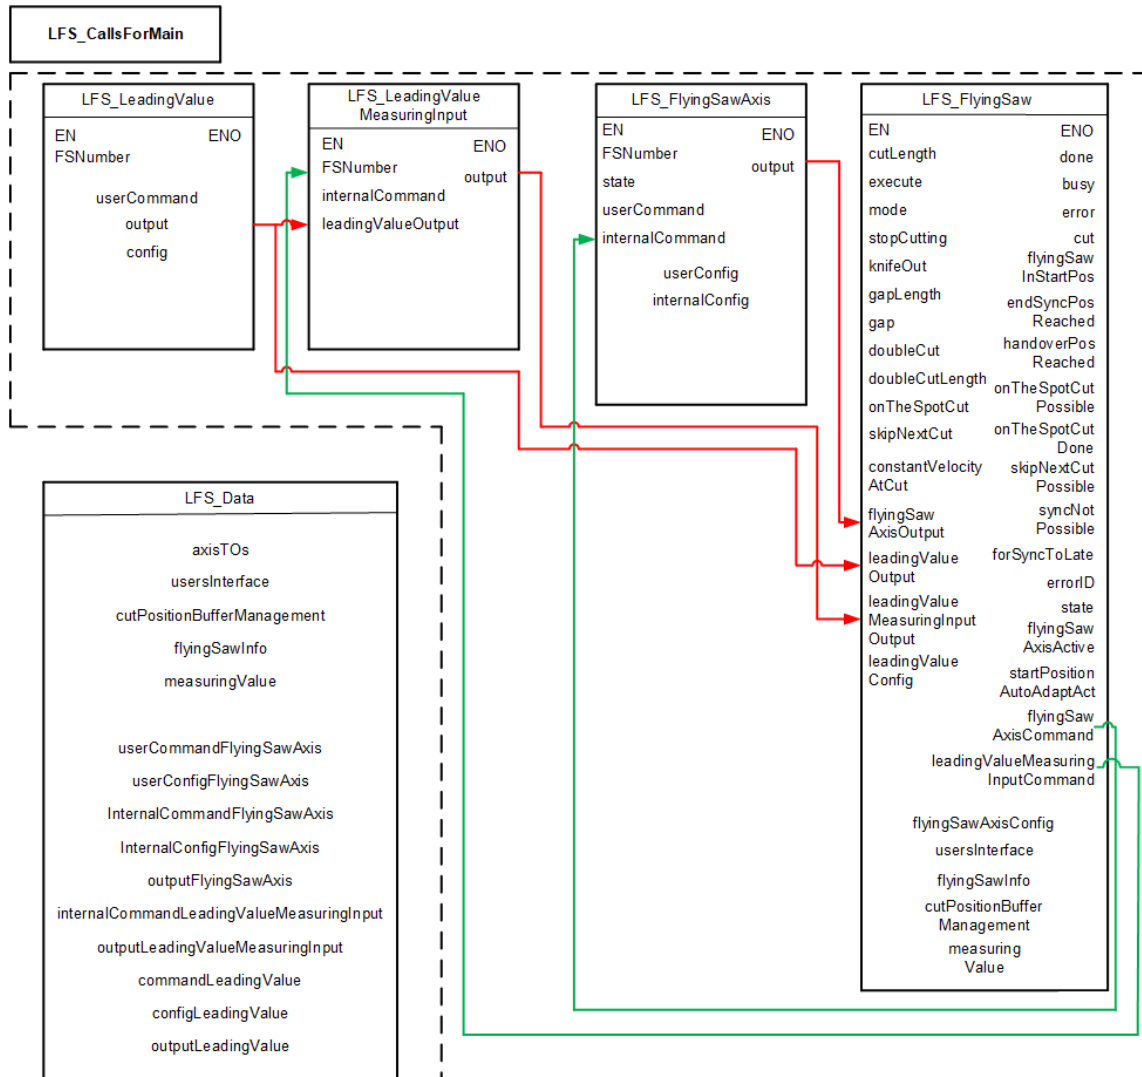 LFS_CallsForMain
LFS_LeadingValue
EN
ENO
FSNumber
userCommand
output
config
LFS_LeadingValue
MeasuringInput
EN
ENO
FSNumber
output
internalCommand
leadingValueOutput
LFS_FlyingSawAxis
EN
ENO
FSNumber
output
state
userCommand
internalCommand
userConfig
internalConfig
LFS_FlyingSaw
EN
cutLength
execute
mode
stopCutting
knifeOut
gapLength
gap
doubleCut
doubleCutLength
onTheSpotCut
skipNextCut
constantVelocity
AtCut
flyingSaw
AxisOutput
leadingValue
Output
leadingValue
MeasuringInput
Output
leadingValue
Config
ENO
done
busy
error
cut
flyingSaw
InStartPos
endSyncPos
Reached
handoverPos
Reached
onTheSpotCut
Possible
onTheSpotCut
Done
skipNextCut
Possible
syncNot
Possible
forSyncToLate
errorID
state
flyingSaw
AxisActive
startPosition
AutoAdaptAct
flyingSaw
AxisCommand
leadingValueMeasuring
InputCommand
flyingSawAxisConfig
usersInterface
flyingSawInfo
cutPositionBuffer
Management
measuring
Value
LFS_Data
axisTOs
usersInterface
cutPositionBufferManagement
flyingSawInfo
measuringValue
userCommandFlyingSawAxis
userConfigFlyingSawAxis
InternalCommandFlyingSawAxis
InternalConfigFlyingSawAxis
outputFlyingSawAxis
internalCommandLeadingValueMeasuringInput
outputLeadingValueMeasuringInput
commandLeadingValue
configLeadingValue
outputLeadingValue